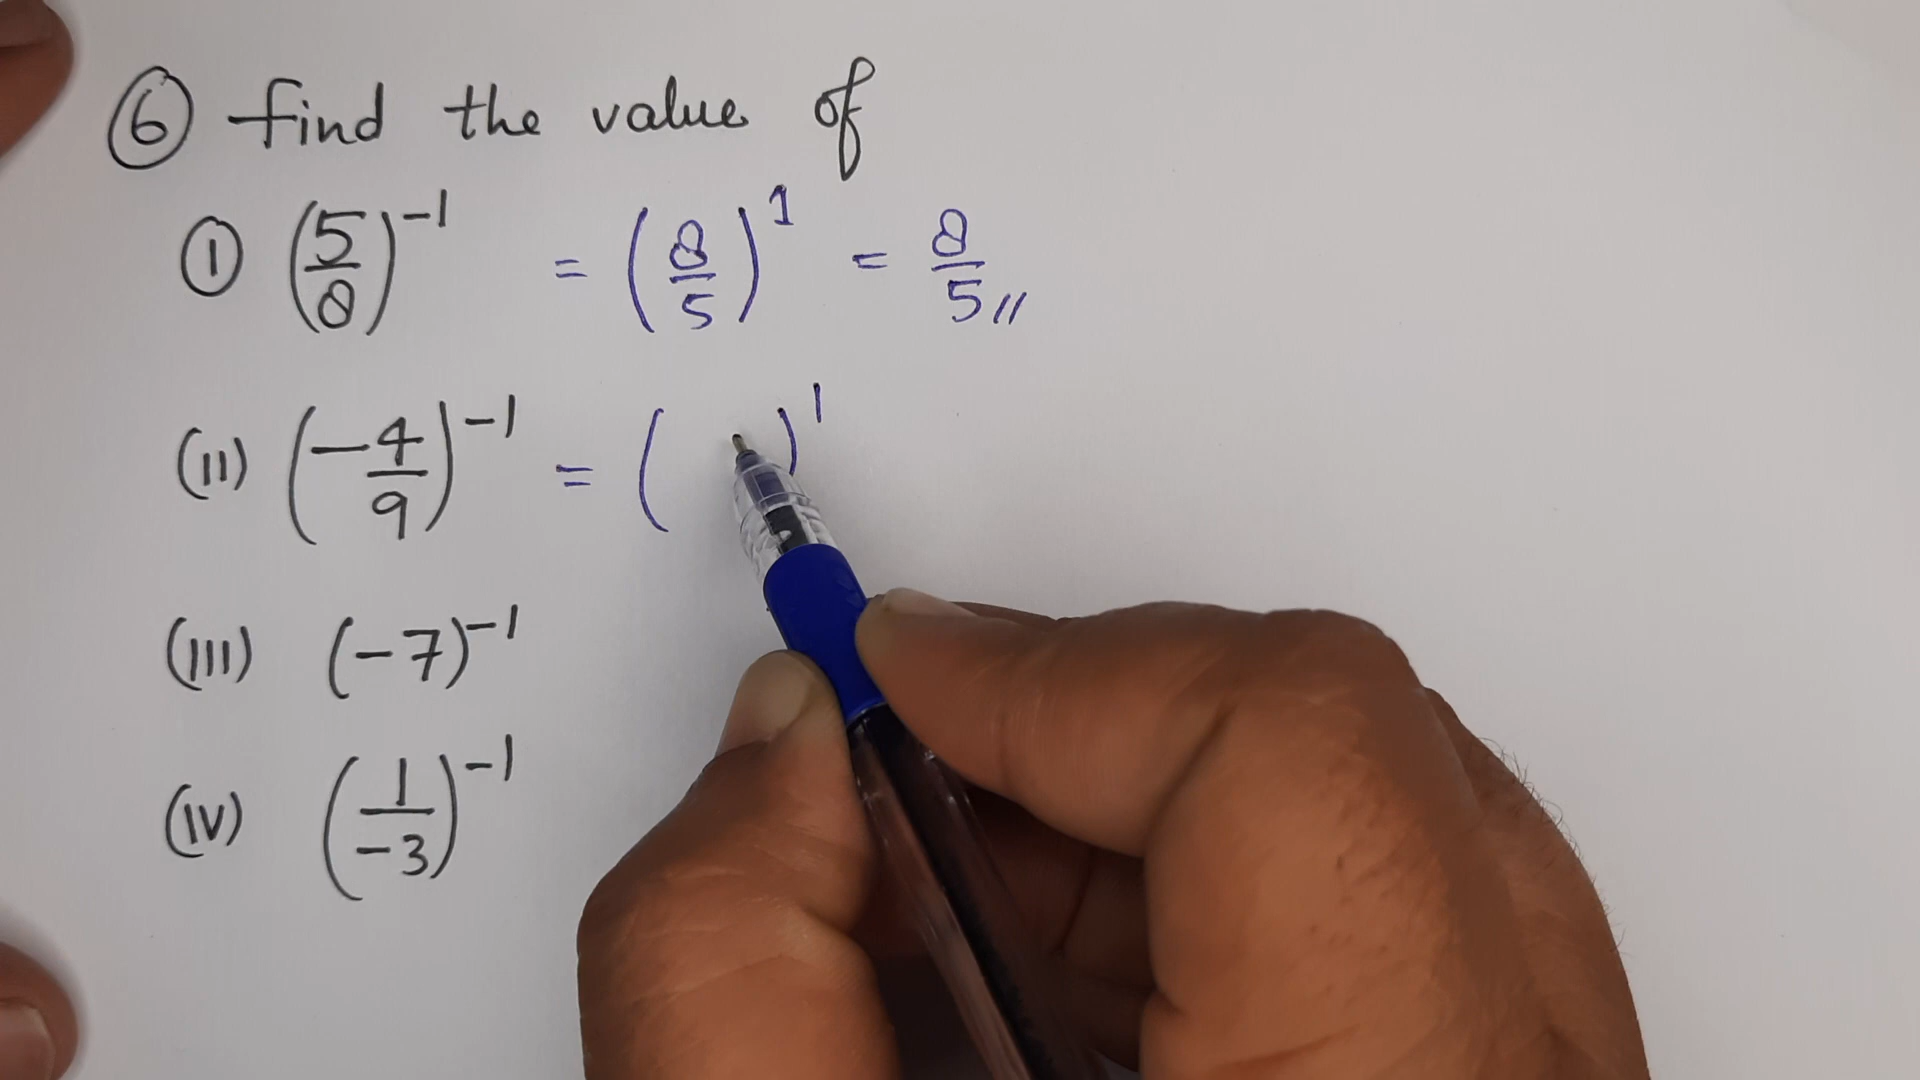 ⑥ find the value of
① (5/8)⁻¹ = (8/5)¹ = 8/5 //
(II) (-4/9)⁻¹ = ( )¹
(III) (-7)⁻¹
(IV) (1/-3)⁻¹